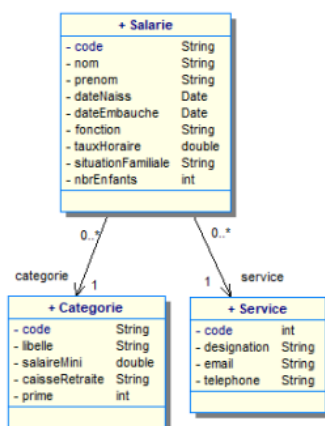 + Salarie
- code String
- nom String
- prenom String
- dateNaiss Date
- dateEmbauche Date
- fonction String
- tauxHoraire double
- situationFamiliale String
- nbrEnfants int
0..* 0..*
categorie 1 1 service
+ Categorie
- code String
- libelle String
- salaireMini double
- caisseRetraite String
- prime int
+ Service
- code int
- designation String
- email String
- telephone String